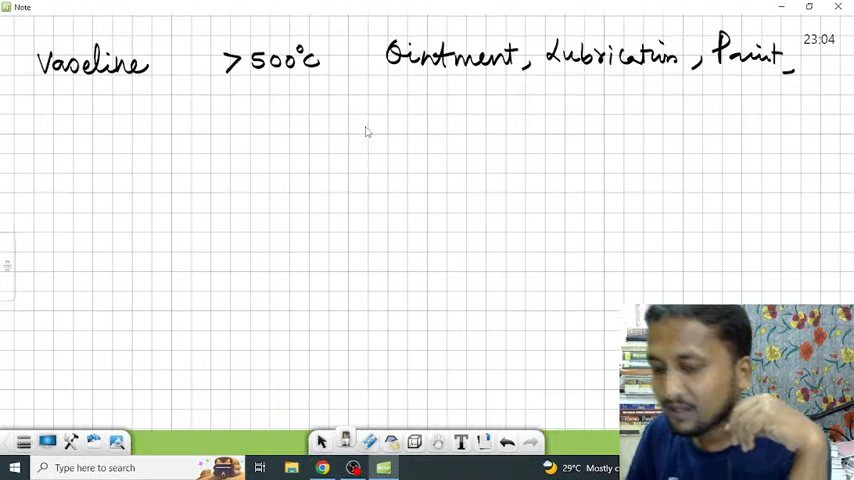 Note
23:04
Vaseline >500°C Ointment, Lubrication, Paint,
Type here to search
29°C Mostly c